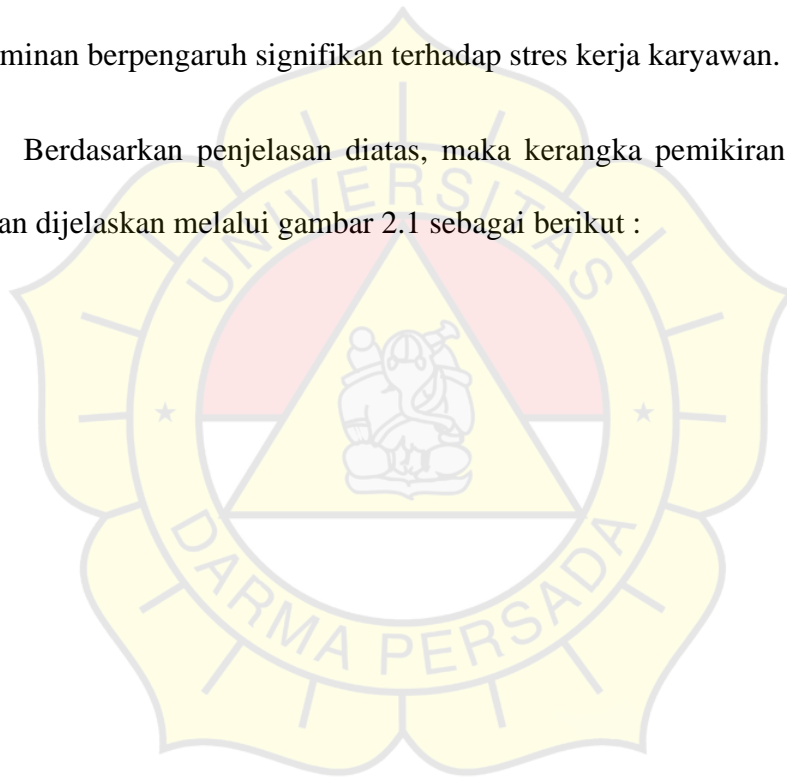 minan berpengaruh signifikan terhadap stres kerja karyawan.
Berdasarkan penjelasan diatas, maka kerangka pemikiran
an dijelaskan melalui gambar 2.1 sebagai berikut :
UNIVERSITAS
DARMA PERSADA